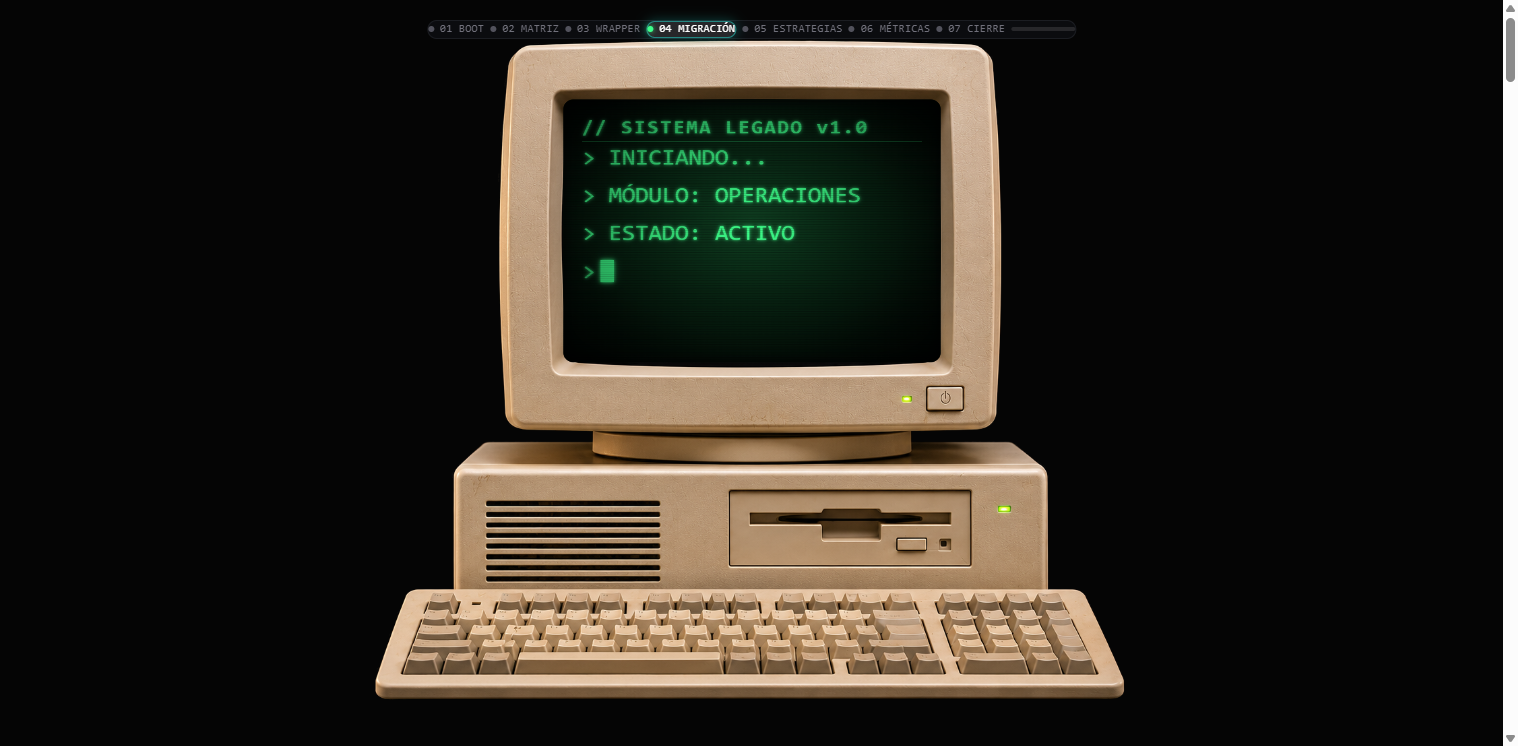 01 BOOT 02 MATRIZ 03 WRAPPER 04 MIGRACIÓN 05 ESTRATEGIAS 06 MÉTRICAS 07 CIERRE
// SISTEMA LEGADO v1.0
> INICIANDO...
> MÓDULO: OPERACIONES
> ESTADO: ACTIVO
>